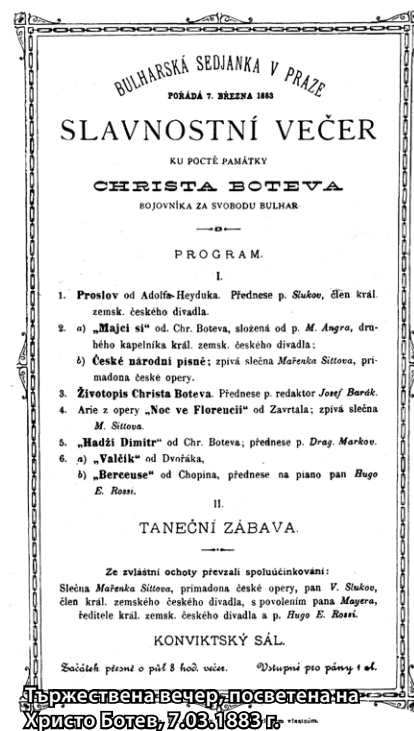 BULHARSKÁ SEDJANKA V PRAZE
POŘÁDÁ 7. BŘEZNA 1883
SLAVNOSTNÍ VEČER
KU POCTĚ PAMÁTKY
CHRISTA BOTEVA
BOJOVNÍKA ZA SVOBODU BULHAR
PROGRAM.
I.
1. Proslov od Adolfa Heyduka. Přednese p. Slukov, člen král.
zemsk. českého divadla.
2. a) „Majci si“ od. Chr. Boteva, složená od p. M. Angra, dru-
hého kapelníka král. zemsk. českého divadla;
b) České národní písně; zpívá slečna Mařenka Sittova, pri-
madona české opery.
3. Životopis Christa Boteva. Přednese p. redaktor Josef Barák.
4. Arie z opery „Noc ve Florencii“ od Zavrtala; zpívá slečna
M. Sittova.
5. „Hadži Dimitr“ od Chr. Boteva; přednese p. Drag. Markov.
6. a) „Valčík“ od Dvořáka,
b) „Berceuse“ od Chopina, přednese na piano pan Hugo
E. Rossi.
II.
TANEČNÍ ZÁBAVA.
Ze zvláštní ochoty převzali spoluúčinkování:
Slečna Mařenka Sittova, primadona české opery, pan V. Slukov,
člen král. zemského českého divadla, s povolením pana Mayera,
ředitele král. zemsk. českého divadla a p. Hugo E. Rossi.
KONVIKTSKÝ SÁL.
Začátek přesně o půl 8 hod. večer. Vstupné pro pány 1 zl.
Тържествена вечер, посветена на
Христо Ботев, 7.03.1883 г.
vlastním.